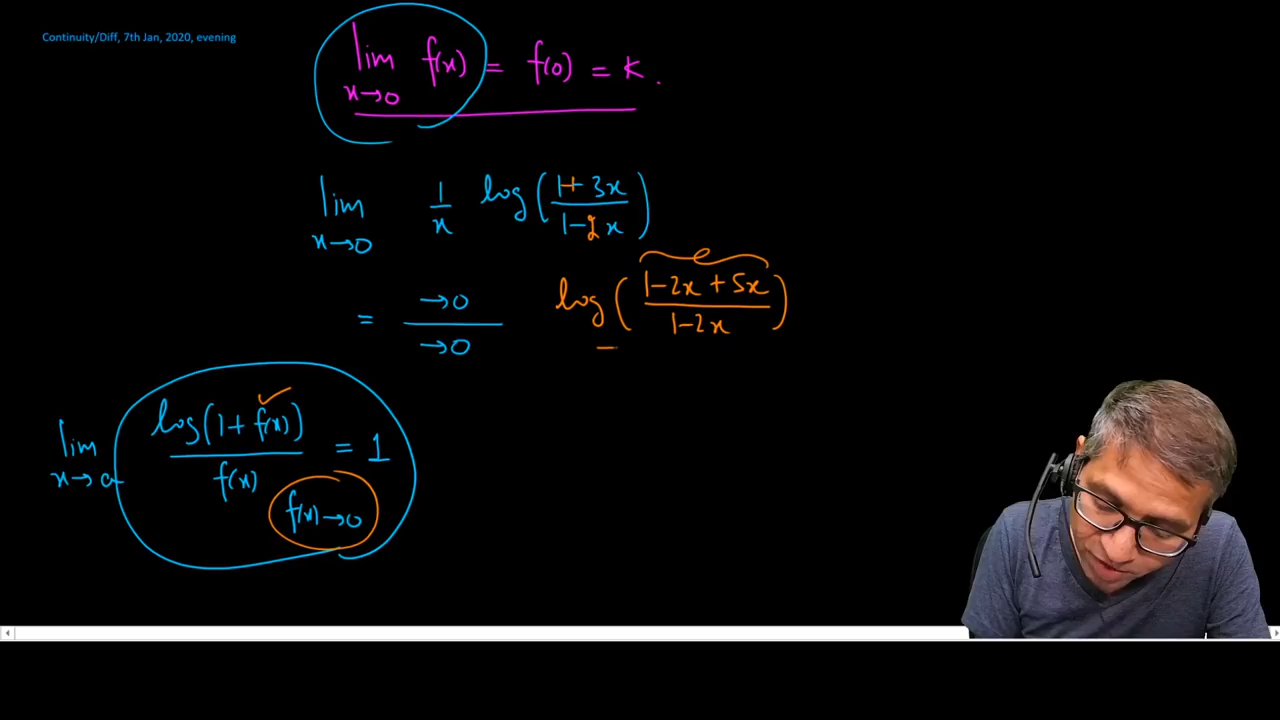 Continuity/Diff, 7th Jan, 2020, evening
lim x→0 f(x) = f(0) = K.
lim x→0 1/x log(1+3x/1-2x)
= →0/→0 log(1-2x+5x/1-2x)
lim x→a log(1+f(x))/f(x) = 1
f(x)→0